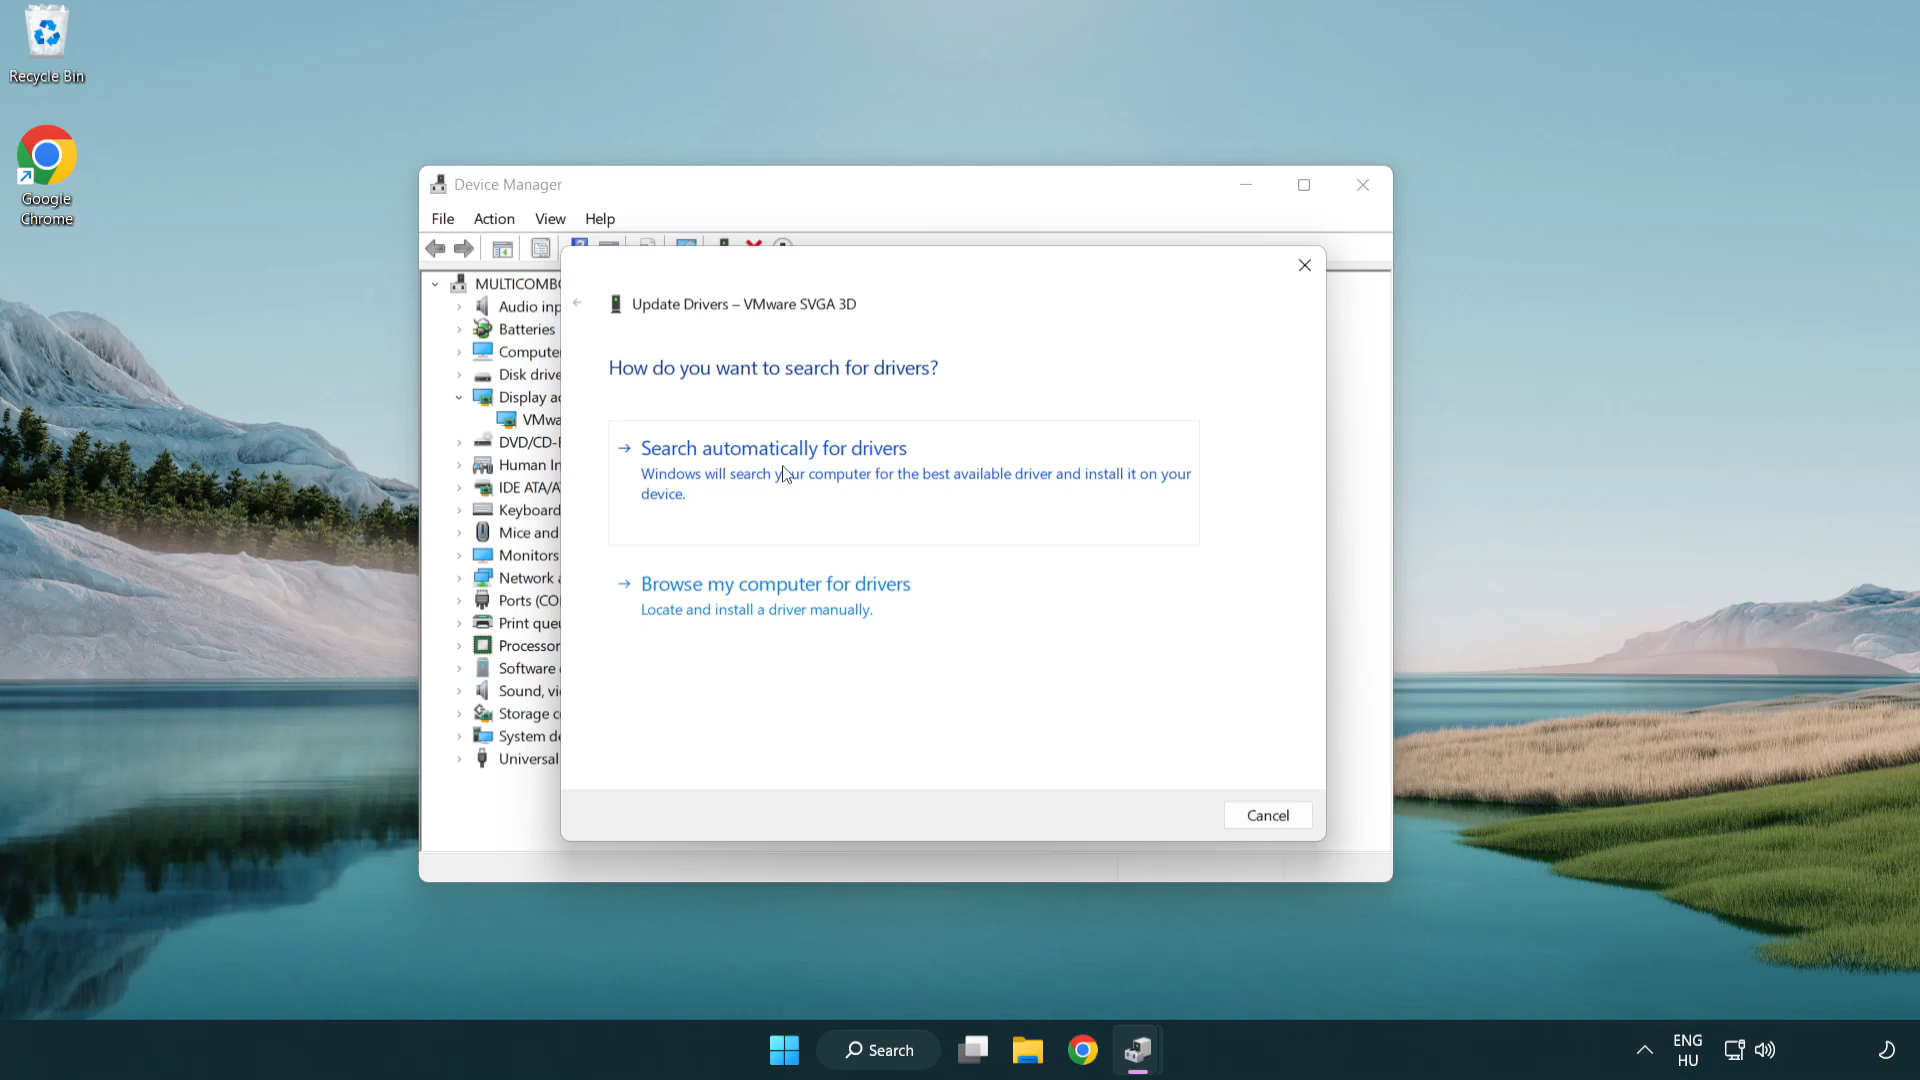 Recycle Bin
Google
Chrome
Device Manager
File Action View Help
MULTICOMBO
Audio inp
Batteries
Compute
Disk drive
Display a
VMwa
DVD/CD-
Human In
IDE ATA/A
Keyboard
Mice and
Monitors
Network a
Ports (CO
Print que
Processor
Software
Sound, vi
Storage c
System de
Universal
Update Drivers – VMware SVGA 3D
How do you want to search for drivers?
Search automatically for drivers
Windows will search your computer for the best available driver and install it on your
device.
Browse my computer for drivers
Locate and install a driver manually.
Cancel
Search
ENG
HU